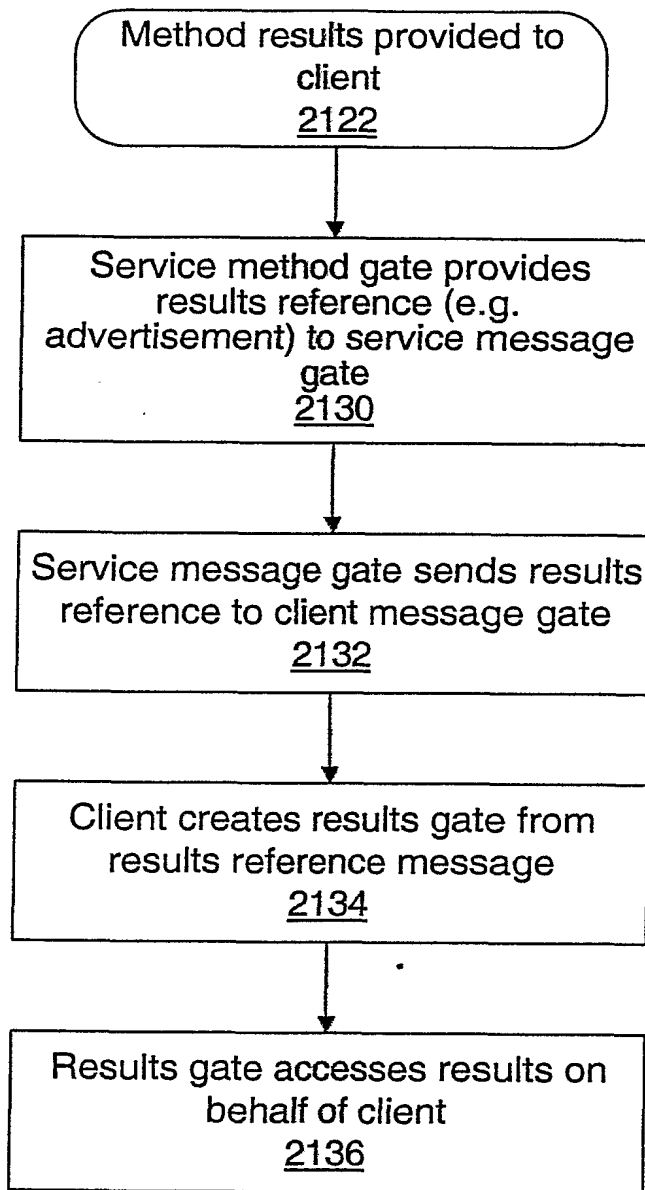 Method results provided to
client
2122
Service method gate provides
results reference (e.g.
advertisement) to service message
gate
2130
Service message gate sends results
reference to client message gate
2132
Client creates results gate from
results reference message
2134
Results gate accesses results on
behalf of client
2136